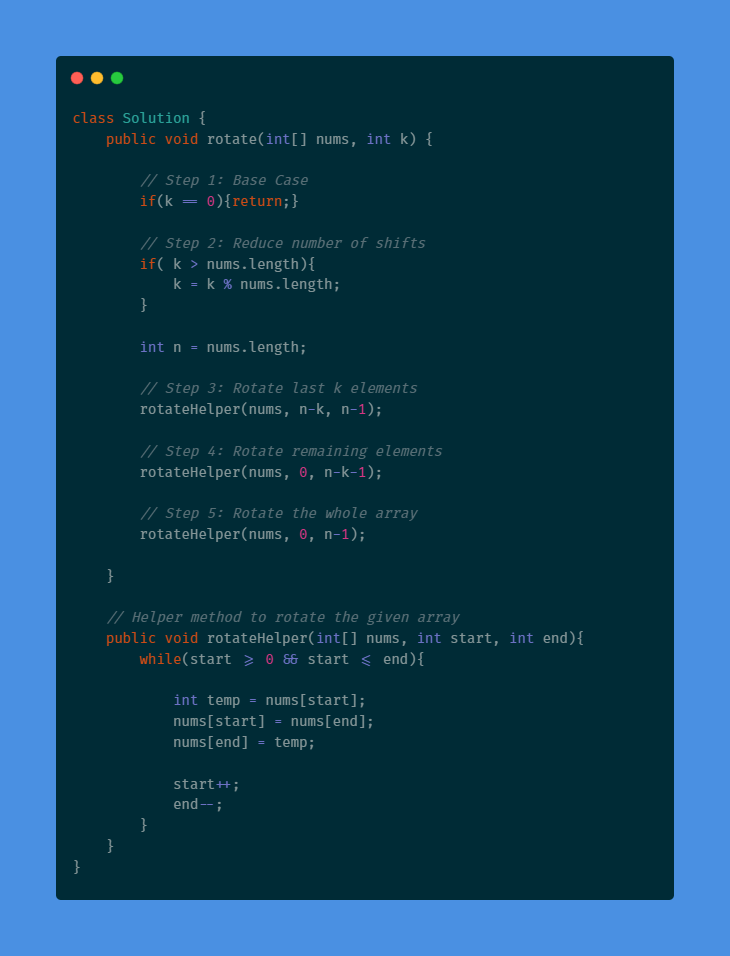 class Solution {
    public void rotate(int[] nums, int k) {

        // Step 1: Base Case
        if(k == 0){return;}

        // Step 2: Reduce number of shifts
        if( k > nums.length){
            k = k % nums.length;
        }

        int n = nums.length;

        // Step 3: Rotate last k elements
        rotateHelper(nums, n-k, n-1);

        // Step 4: Rotate remaining elements
        rotateHelper(nums, 0, n-k-1);

        // Step 5: Rotate the whole array
        rotateHelper(nums, 0, n-1);

    }

    // Helper method to rotate the given array
    public void rotateHelper(int[] nums, int start, int end){
        while(start >= 0 && start <= end){

            int temp = nums[start];
            nums[start] = nums[end];
            nums[end] = temp;

            start++;
            end--;
        }
    }
}